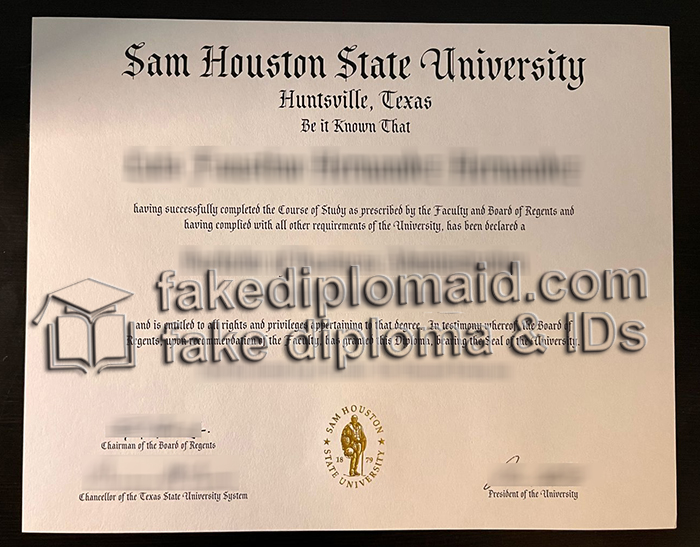 Sam Houston State University
Huntsville, Texas
Be it Known That
having successfully completed the Course of Study as prescribed by the Faculty and Board of Regents and
having complied with all other requirements of the University, has been declared a
fakediplomaid.com
and is entitled to all rights and privileges appertaining to that degree. In testimony whereof, the Board of
Regents, upon recommendation of the Faculty, has granted this Diploma, bearing the Seal of the University.
fake diploma & IDs
SAM HOUSTON
18 79
STATE UNIVERSITY
Chairman of the Board of Regents
Chancellor of the Texas State University System
President of the University